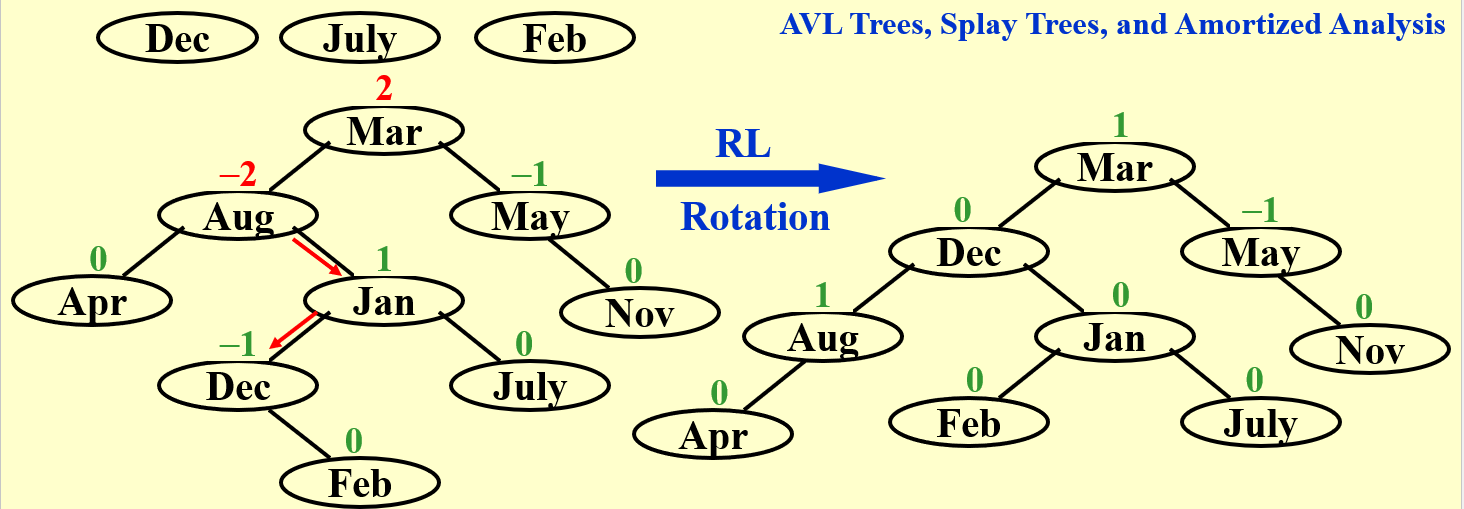 AVL Trees, Splay Trees, and Amortized Analysis
Dec July Feb
2
Mar
–2
Aug
–1
May
0
Apr
1
Jan
0
Nov
–1
Dec
0
July
0
Feb
RL
Rotation
1
Mar
0
Dec
–1
May
1
Aug
0
Jan
0
Nov
0
Apr
0
Feb
0
July